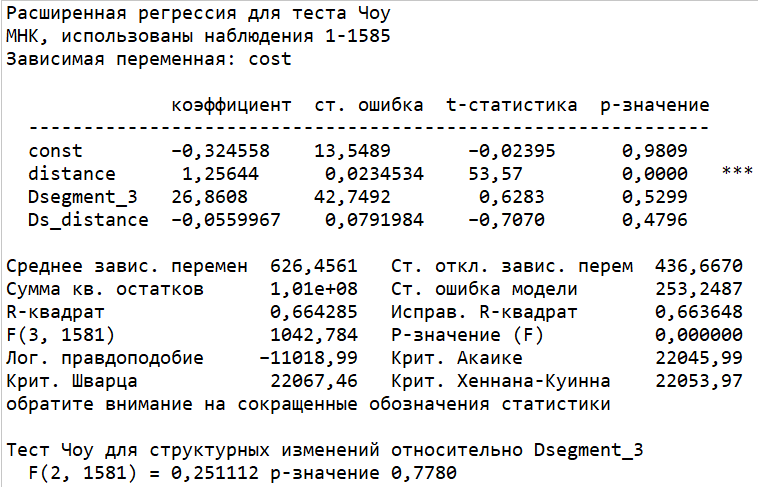 Расширенная регрессия для теста Чоу
МНК, использованы наблюдения 1-1585
Зависимая переменная: cost
коэффициент ст. ошибка t-статистика p-значение
----------------------------------------------------------------
const −0,324558 13,5489 −0,02395 0,9809
distance 1,25644 0,0234534 53,57 0,0000 ***
Dsegment_3 26,8608 42,7492 0,6283 0,5299
Ds_distance −0,0559967 0,0791984 −0,7070 0,4796
Среднее завис. перемен 626,4561 Ст. откл. завис. перем 436,6670
Сумма кв. остатков 1,01e+08 Ст. ошибка модели 253,2487
R-квадрат 0,664285 Исправ. R-квадрат 0,663648
F(3, 1581) 1042,784 Р-значение (F) 0,000000
Лог. правдоподобие −11018,99 Крит. Акаике 22045,99
Крит. Шварца 22067,46 Крит. Хеннана-Куинна 22053,97
обратите внимание на сокращенные обозначения статистики
Тест Чоу для структурных изменений относительно Dsegment_3
F(2, 1581) = 0,251112 р-значение 0,7780